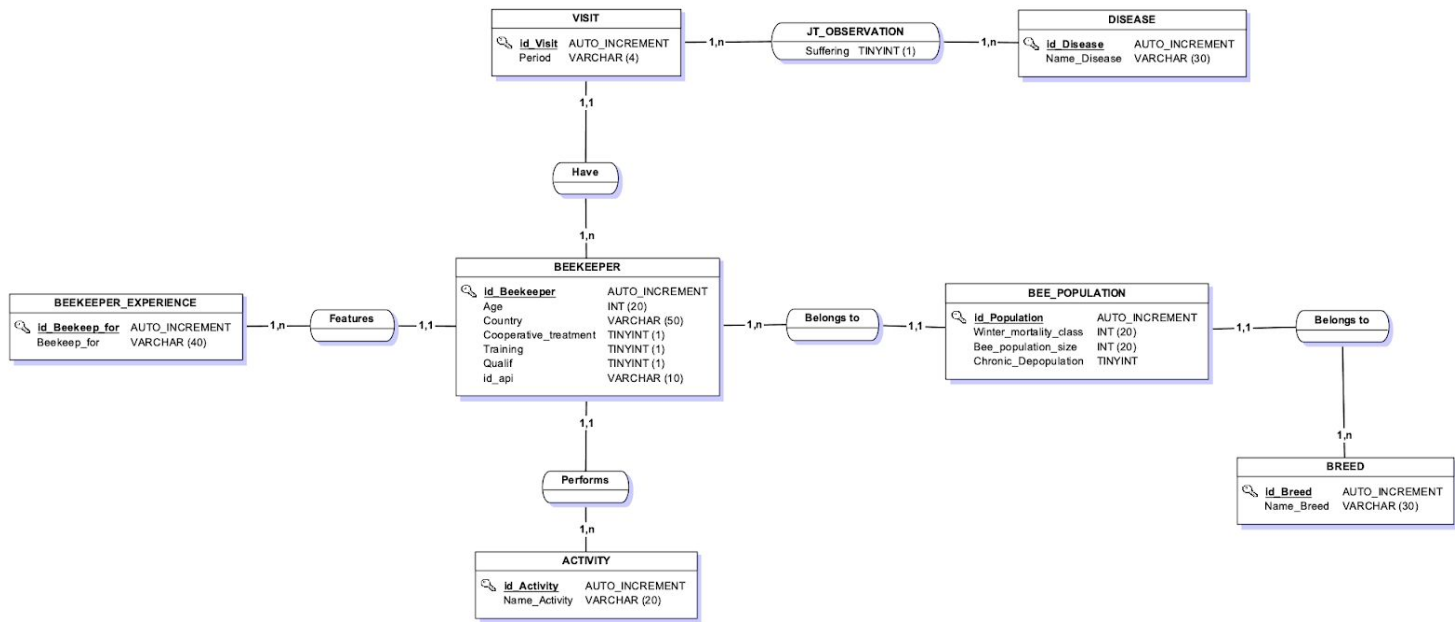 VISIT
id_Visit AUTO_INCREMENT
Period VARCHAR (4)
1,n
JT_OBSERVATION
Suffering TINYINT (1)
1,n
DISEASE
id_Disease AUTO_INCREMENT
Name_Disease VARCHAR (30)
1,1
Have
1,n
BEEKEEPER_EXPERIENCE
id_Beekeep_for AUTO_INCREMENT
Beekeep_for VARCHAR (40)
1,n
Features
1,1
BEEKEEPER
id_Beekeeper AUTO_INCREMENT
Age INT (20)
Country VARCHAR (50)
Cooperative_treatment TINYINT (1)
Training TINYINT (1)
Qualif TINYINT (1)
id_api VARCHAR (10)
1,n
Belongs to
1,1
BEE_POPULATION
id_Population AUTO_INCREMENT
Winter_mortality_class INT (20)
Bee_population_size INT (20)
Chronic_Depopulation TINYINT
1,1
Belongs to
1,n
BREED
id_Breed AUTO_INCREMENT
Name_Breed VARCHAR (30)
1,1
Performs
1,n
ACTIVITY
id_Activity AUTO_INCREMENT
Name_Activity VARCHAR (20)